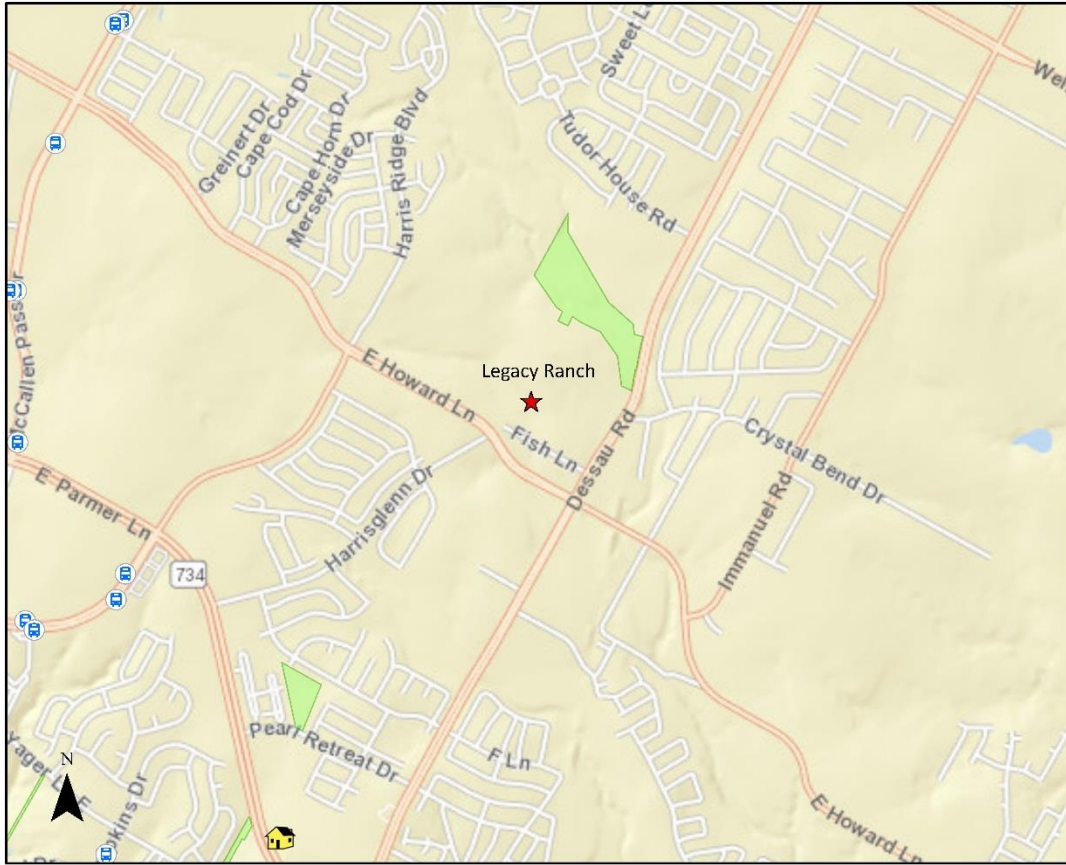 Sweet L
Wel
Greinert Dr
Cape Cod Dr
Cape Horn Dr
Merseyside Dr
Harris Ridge Blvd
Tudor House Rd
McCallen Pass
r
Legacy Ranch
E Howard Ln
Fish Ln
Dessau Rd
Crystal Bend Dr
E Parmer Ln
Harrisglenn Dr
Immanuel Rd
734
Pearl Retreat Dr
F Ln
N
E Howard Ln